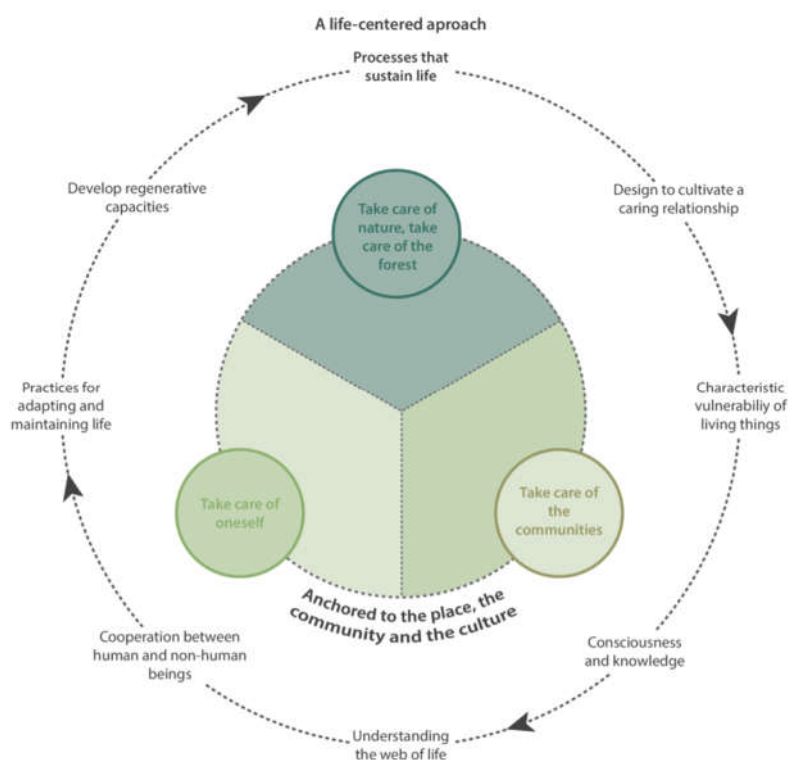 A life-centered aproach
Processes that
sustain life
Design to cultivate a
caring relationship
Characteristic
vulnerabiliy of
living things
Consciousness
and knowledge
Understanding
the web of life
Cooperation between
human and non-human
beings
Practices for
adapting and
maintaining life
Develop regenerative
capacities
Take care of
nature, take
care of the
forest
Take care of
the
communities
Take care of
oneself
Anchored to the place, the
community and the culture